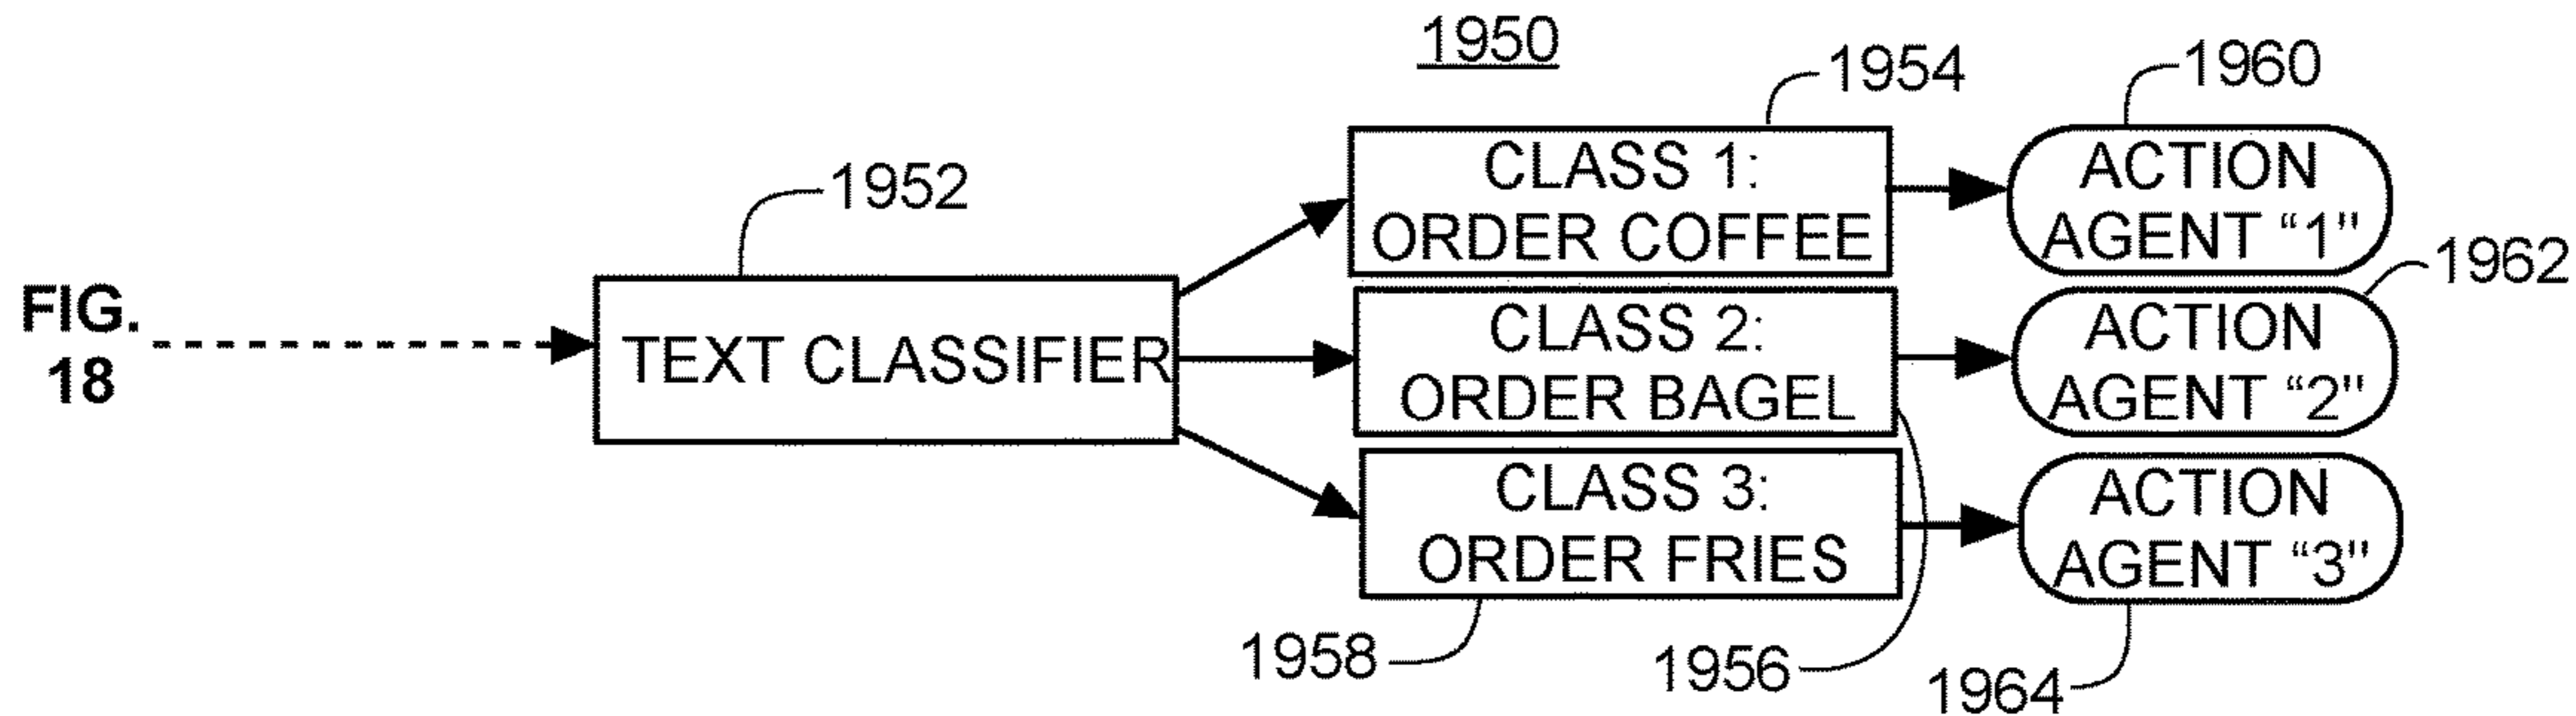 1950
1954
1960
CLASS 1:
ORDER COFFEE
ACTION
AGENT “1"
1952
1962
FIG.
18
TEXT CLASSIFIER
CLASS 2:
ORDER BAGEL
ACTION
AGENT “2"
CLASS 3:
ORDER FRIES
ACTION
AGENT “3"
1958
1956
1964